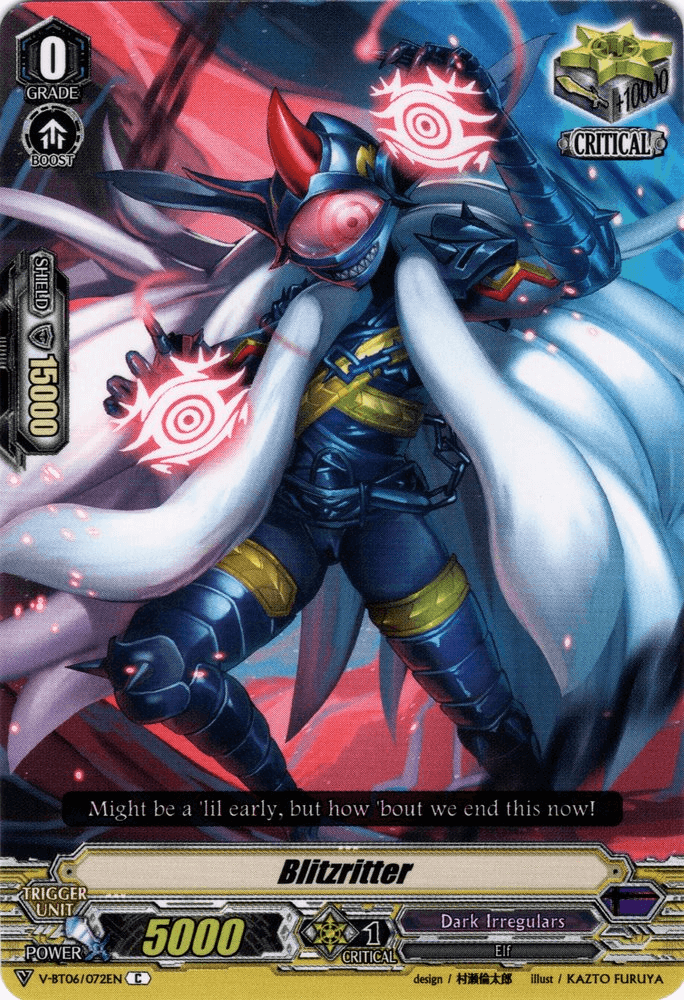 0
GRADE
BOOST
+10000
CRITICAL
SHIELD
15000
Might be a 'lil early, but how 'bout we end this now!
Blitzritter
TRIGGER
UNIT
POWER
5000
1
CRITICAL
Dark Irregulars
Elf
V-BT06/072EN C
design / 村瀬倫太郎
illust / KAZTO FURUYA